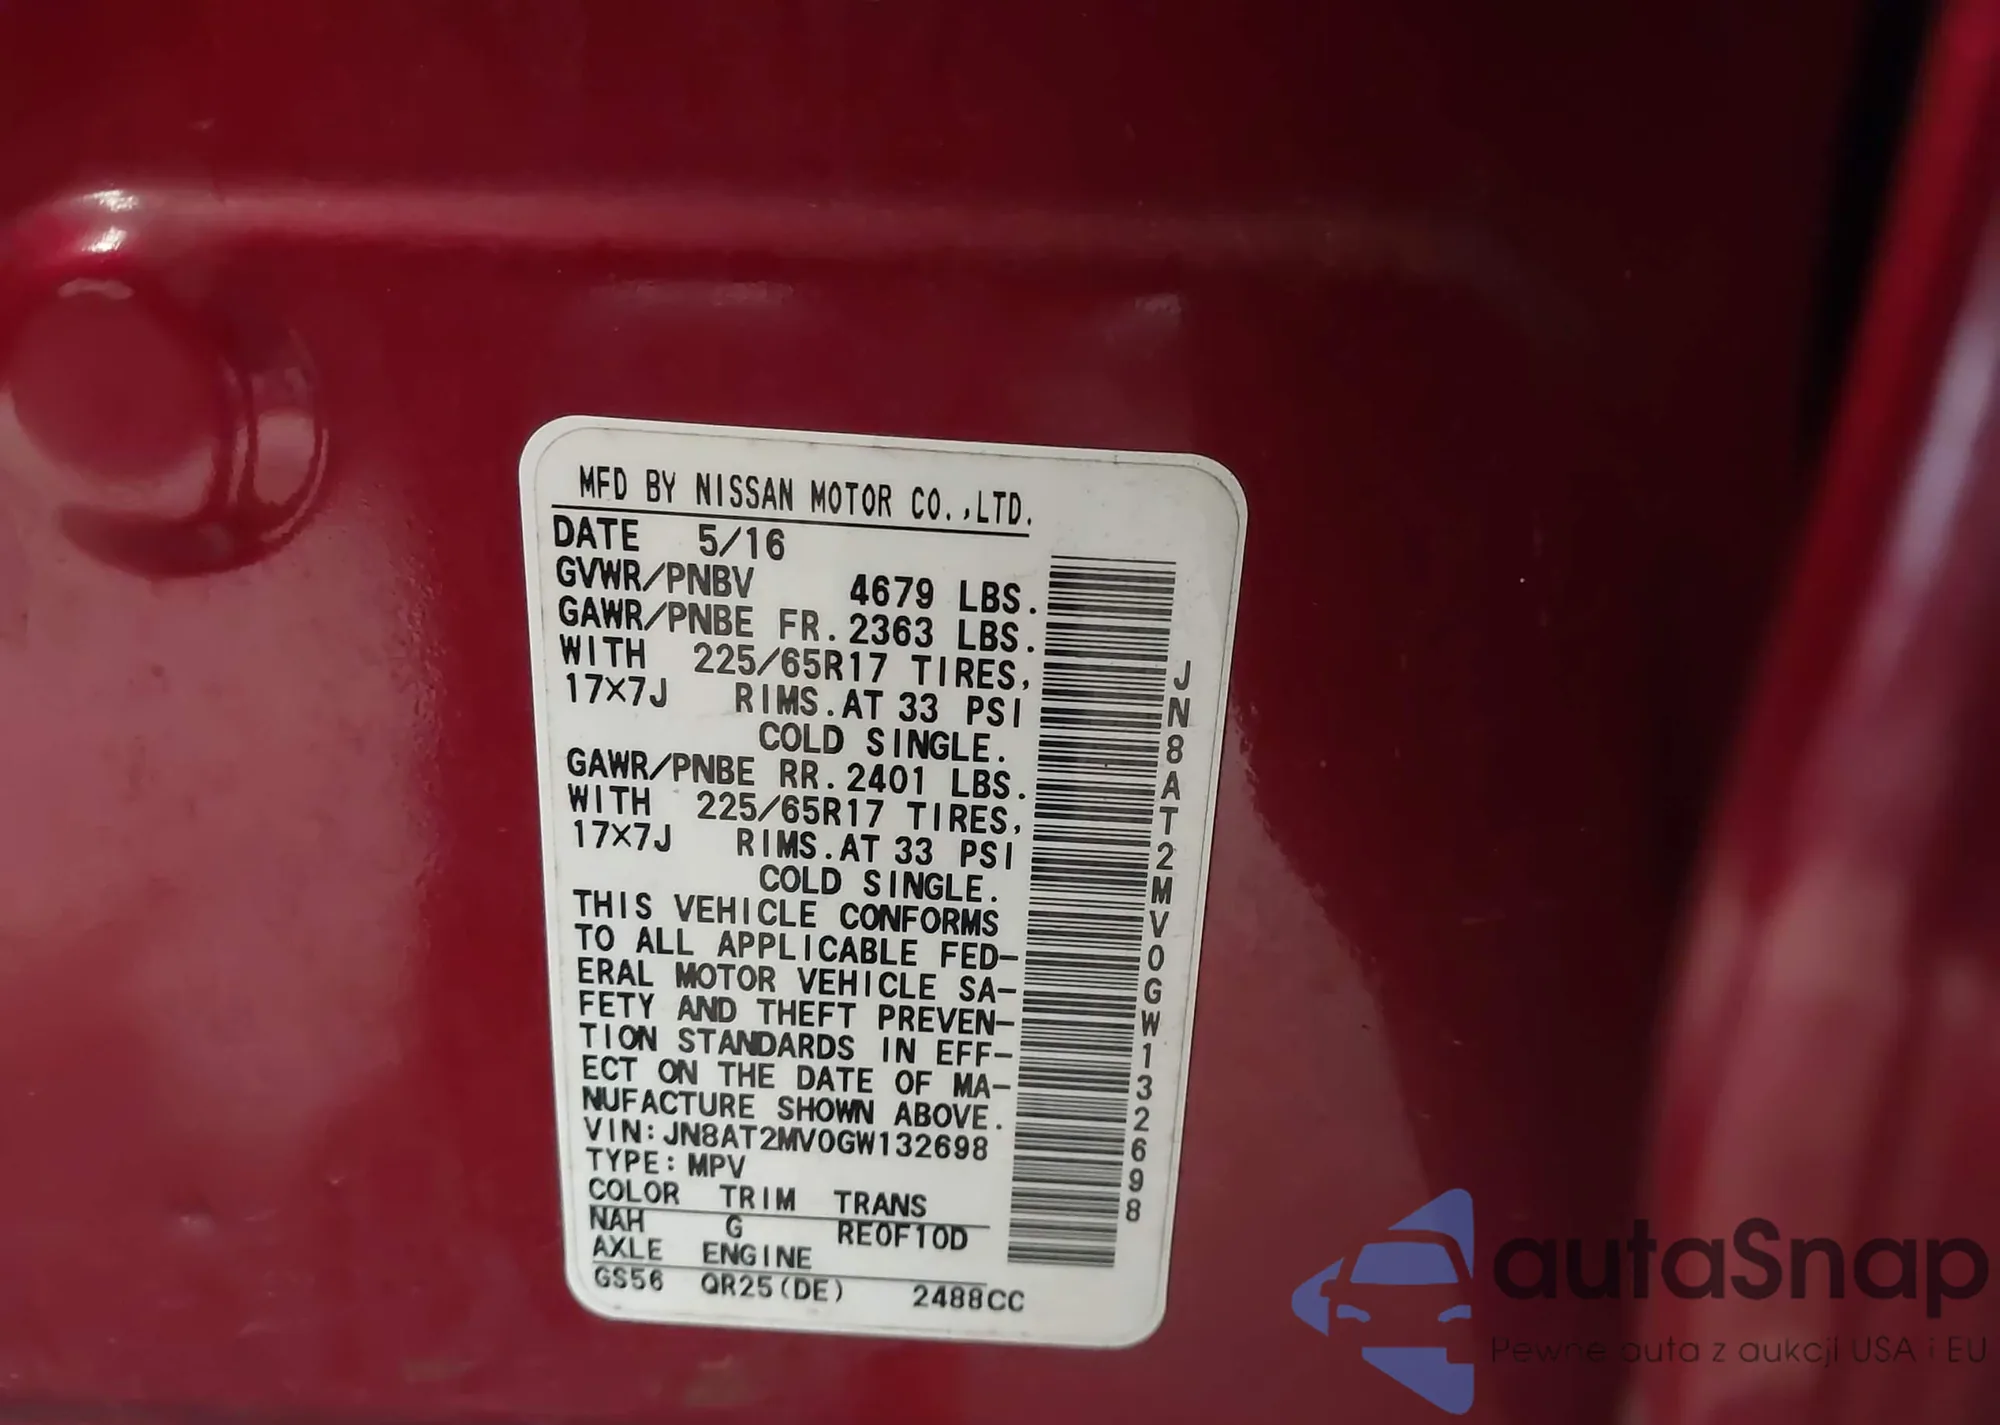 MFD BY NISSAN MOTOR CO.,LTD.
DATE 5/16
GVWR/PNBV 4679 LBS.
GAWR/PNBE FR. 2363 LBS.
WITH 225/65R17 TIRES,
17X7J RIMS.AT 33 PSI
COLD SINGLE.
GAWR/PNBE RR. 2401 LBS.
WITH 225/65R17 TIRES,
17X7J RIMS.AT 33 PSI
COLD SINGLE.
THIS VEHICLE CONFORMS
TO ALL APPLICABLE FED-
ERAL MOTOR VEHICLE SA-
FETY AND THEFT PREVEN-
TION STANDARDS IN EFF-
ECT ON THE DATE OF MA-
NUFACTURE SHOWN ABOVE.
VIN:JN8AT2MV0GW132698
TYPE:MPV
COLOR TRIM TRANS
NAH G RE0F10D
AXLE ENGINE
GS56 QR25(DE) 2488CC
JN8AT2MV0GW132698
autaSnap
Pewne auta z aukcji USA i EU